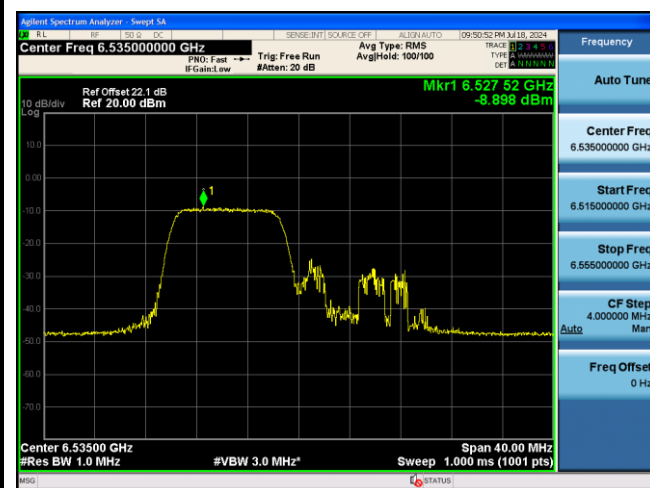 Agilent Spectrum Analyzer - Swept SA
RL RF 50 Ω DC SENSE:INT SOURCE OFF ALIGN AUTO 09:50:52 PM Jul 18, 2024
Center Freq 6.535000000 GHz
PNO: Fast
IFGain:Low
Trig: Free Run
#Atten: 20 dB
Avg Type: RMS
Avg|Hold: 100/100
TRACE 1 2 3 4 5 6
TYPE A WWWWW
DET A N N N N N
Ref Offset 22.1 dB
10 dB/div Ref 20.00 dBm
Log
Mkr1 6.527 52 GHz
-8.898 dBm
10.0
0.00
-10.0
-20.0
-30.0
-40.0
-50.0
-60.0
-70.0
1
Center 6.53500 GHz Span 40.00 MHz
#Res BW 1.0 MHz #VBW 3.0 MHz* Sweep 1.000 ms (1001 pts)
MSG STATUS
Frequency
Auto Tune
Center Freq
6.535000000 GHz
Start Freq
6.515000000 GHz
Stop Freq
6.555000000 GHz
CF Step
4.000000 MHz
Auto Man
Freq Offset
0 Hz